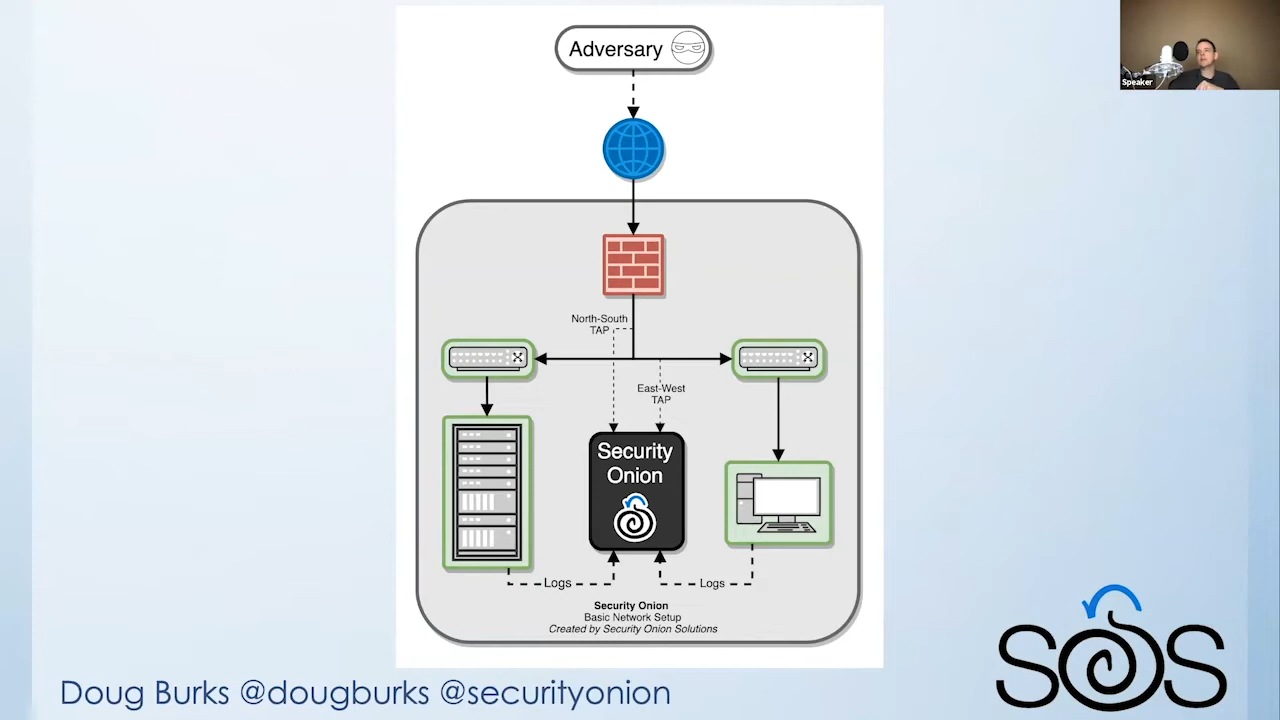 Adversary
Speaker
North-South
TAP
East-West
TAP
Security
Onion
Logs
Logs
Security Onion
Basic Network Setup
Created by Security Onion Solutions
Doug Burks @dougburks @securityonion
SOS